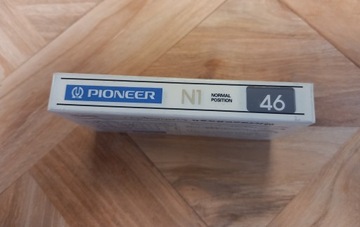 PIONEER N1 NORMAL POSITION 46